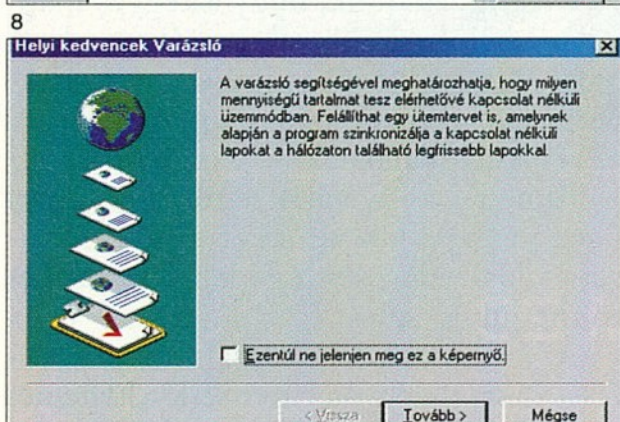 8
Helyi kedvencek Varázsló
A varázsló segítségével meghatározhatja, hogy milyen
mennyiségű tartalmat tesz elérhetővé kapcsolat nélküli
üzemmódban. Felállíthat egy ütemtervet is, amelynek
alapján a program szinkronizálja a kapcsolat nélküli
lapokat a hálózaton található legfrissebb lapokkal.
Ezentúl ne jelenjen meg ez a képernyő.
< Vissza Tovább > Mégse